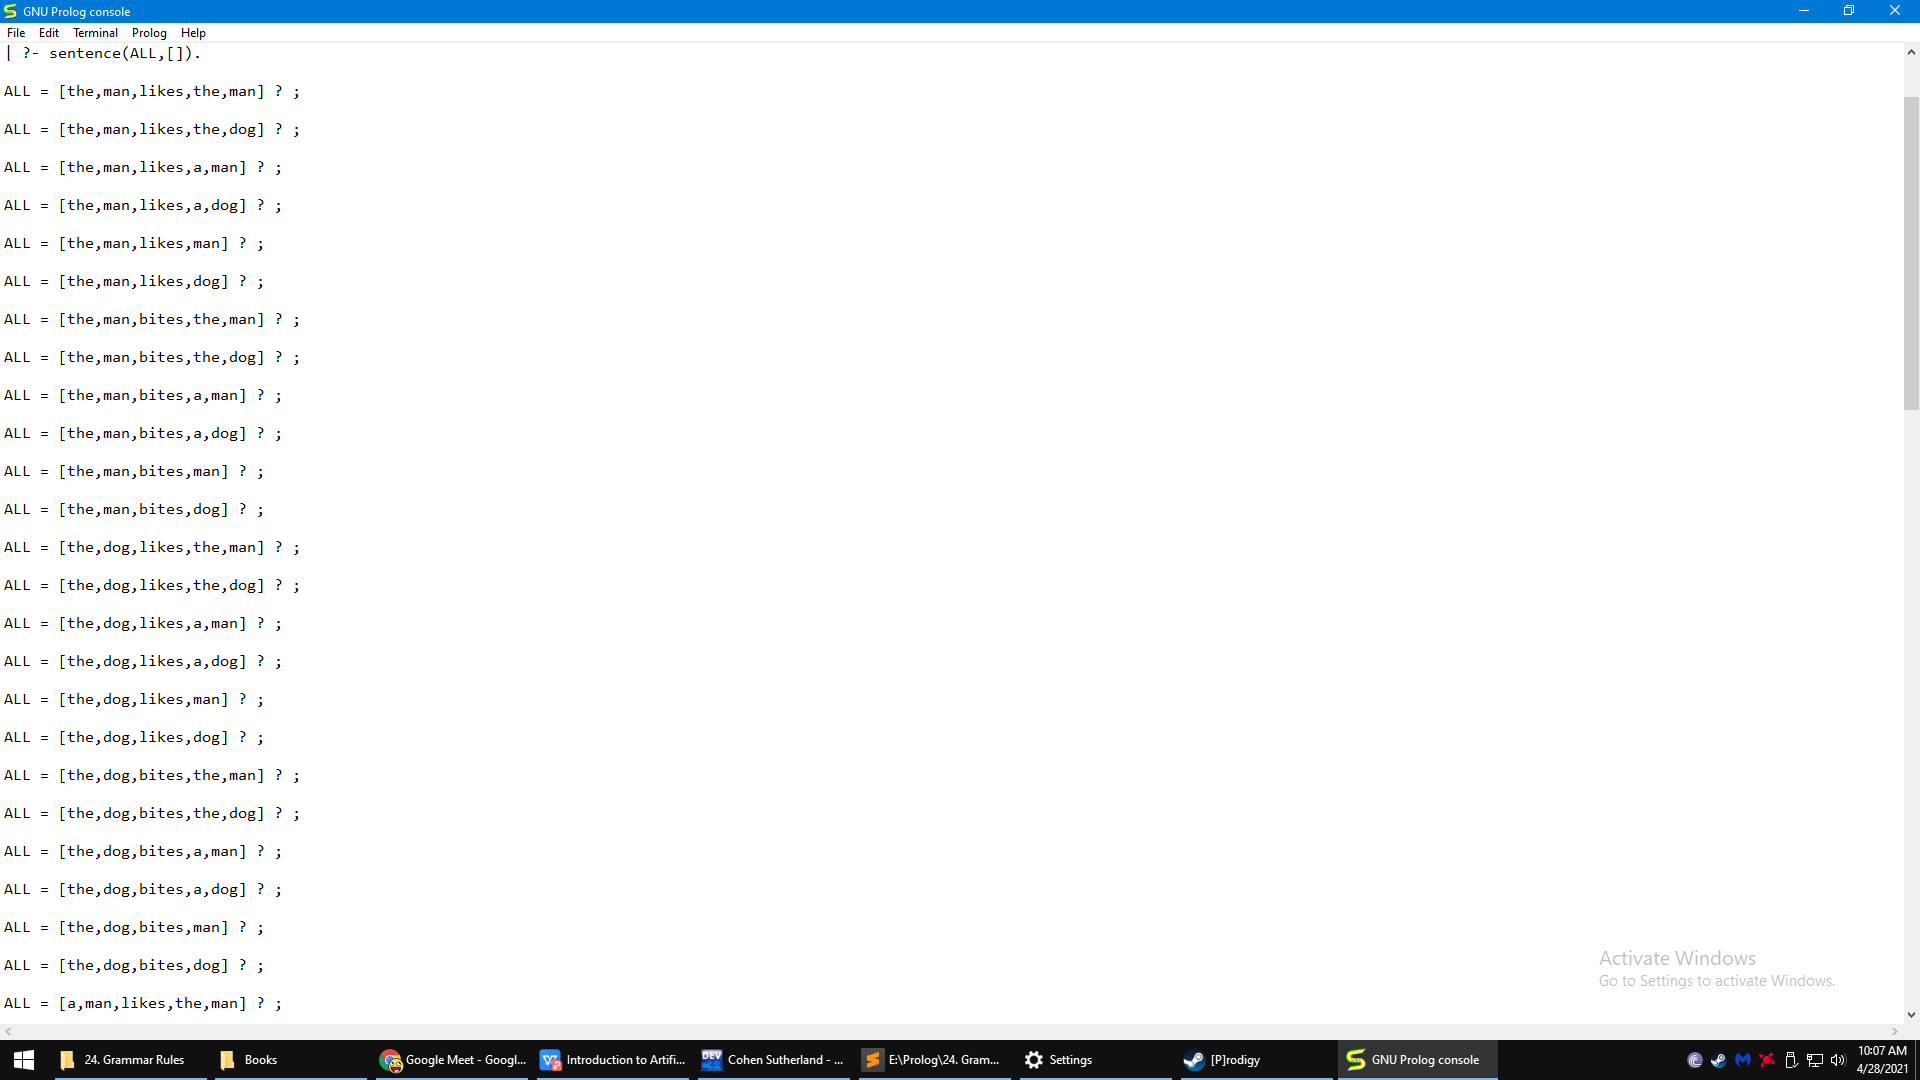 GNU Prolog console
File Edit Terminal Prolog Help
| ?- sentence(ALL,[]).
ALL = [the,man,likes,the,man] ? ;
ALL = [the,man,likes,the,dog] ? ;
ALL = [the,man,likes,a,man] ? ;
ALL = [the,man,likes,a,dog] ? ;
ALL = [the,man,likes,man] ? ;
ALL = [the,man,likes,dog] ? ;
ALL = [the,man,bites,the,man] ? ;
ALL = [the,man,bites,the,dog] ? ;
ALL = [the,man,bites,a,man] ? ;
ALL = [the,man,bites,a,dog] ? ;
ALL = [the,man,bites,man] ? ;
ALL = [the,man,bites,dog] ? ;
ALL = [the,dog,likes,the,man] ? ;
ALL = [the,dog,likes,the,dog] ? ;
ALL = [the,dog,likes,a,man] ? ;
ALL = [the,dog,likes,a,dog] ? ;
ALL = [the,dog,likes,man] ? ;
ALL = [the,dog,likes,dog] ? ;
ALL = [the,dog,bites,the,man] ? ;
ALL = [the,dog,bites,the,dog] ? ;
ALL = [the,dog,bites,a,man] ? ;
ALL = [the,dog,bites,a,dog] ? ;
ALL = [the,dog,bites,man] ? ;
ALL = [the,dog,bites,dog] ? ;
ALL = [a,man,likes,the,man] ? ;
Activate Windows
Go to Settings to activate Windows.
24. Grammar Rules Books Google Meet - Googl... Introduction to Artifi... DEV Cohen Sutherland - ... E:\Prolog\24. Gram... Settings [P]rodigy GNU Prolog console
10:07 AM
4/28/2021